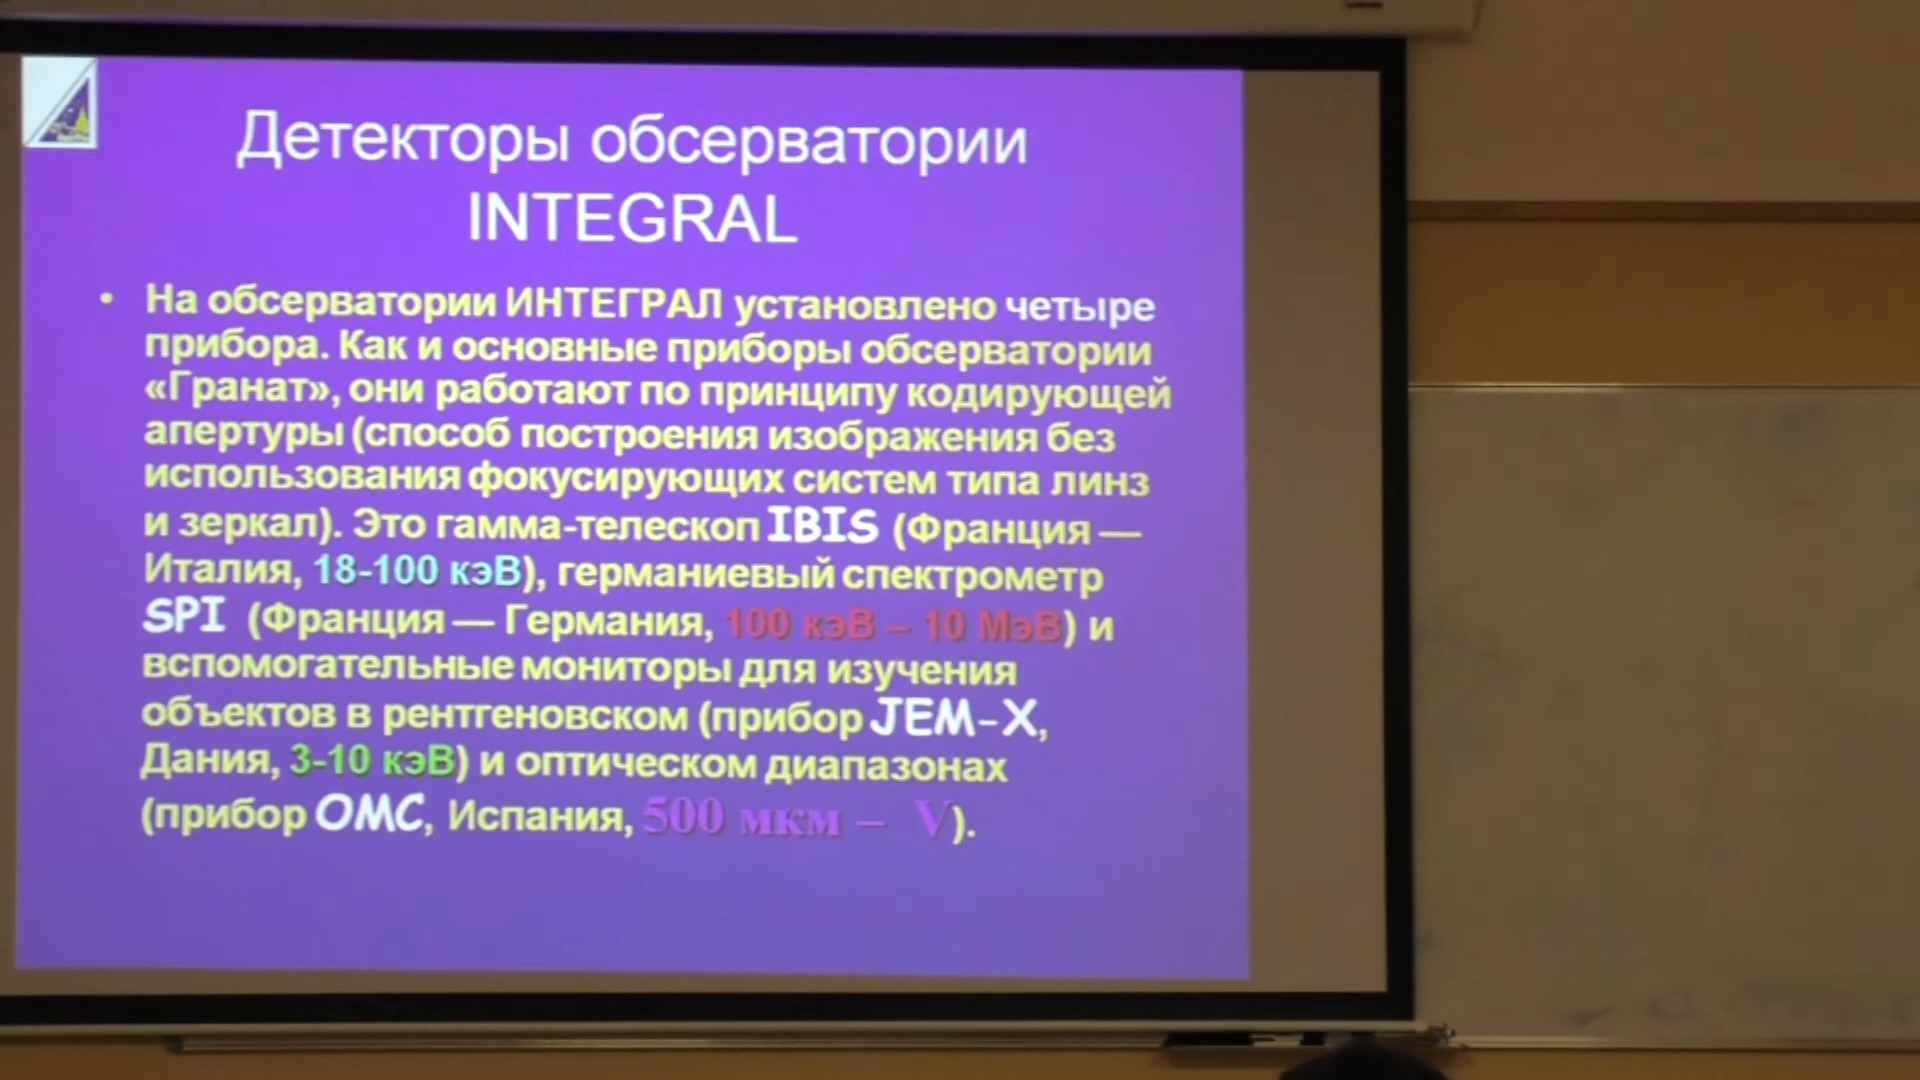 Детекторы обсерватории
INTEGRAL
• На обсерватории ИНТЕГРАЛ установлено четыре
прибора. Как и основные приборы обсерватории
«Гранат», они работают по принципу кодирующей
апертуры (способ построения изображения без
использования фокусирующих систем типа линз
и зеркал). Это гамма-телескоп IBIS (Франция —
Италия, 18-100 кэВ), германиевый спектрометр
SPI (Франция — Германия, 100 кэВ – 10 МэВ) и
вспомогательные мониторы для изучения
объектов в рентгеновском (прибор JEM-X,
Дания, 3-10 кэВ) и оптическом диапазонах
(прибор OMC, Испания, 500 мкм – V).